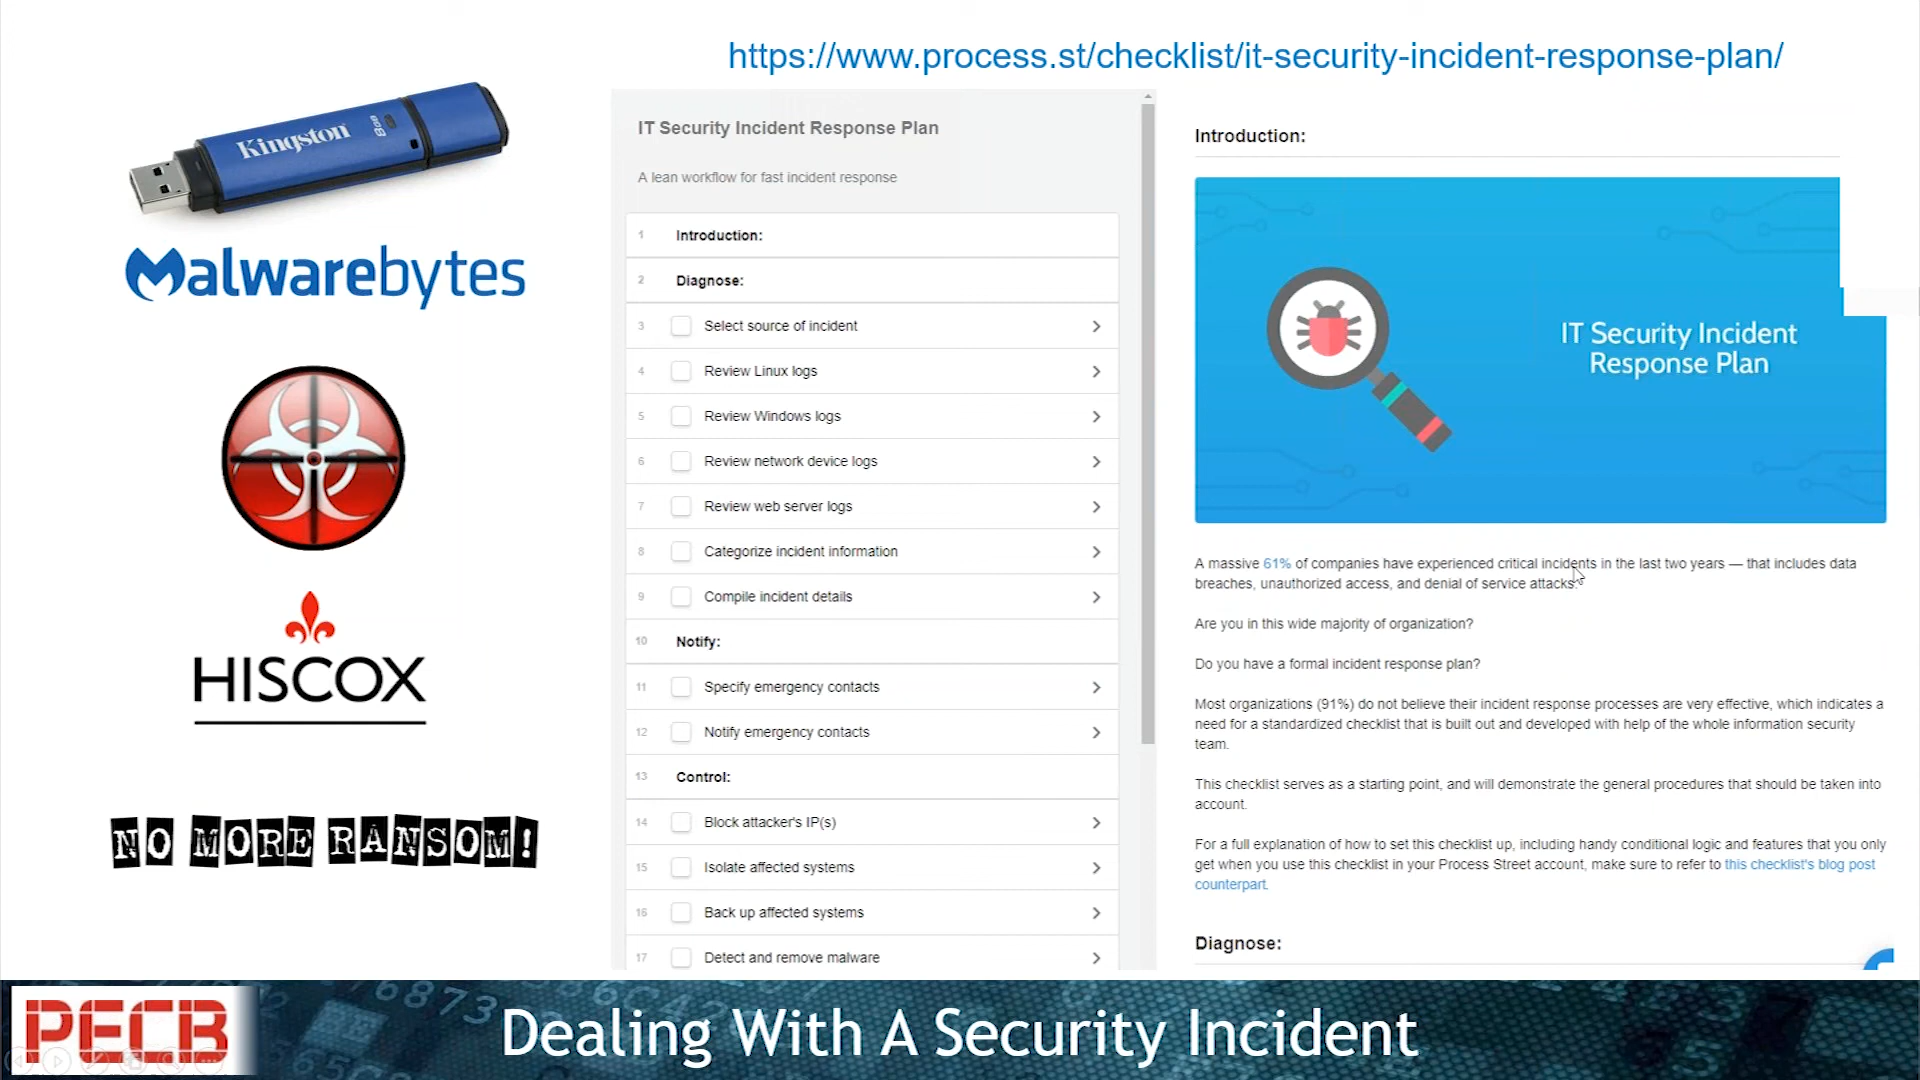 https://www.process.st/checklist/it-security-incident-response-plan/
Kingston
8GB
Malwarebytes
HISCOX
NO MORE RANSOM!
IT Security Incident Response Plan
A lean workflow for fast incident response
1 Introduction:
2 Diagnose:
3 Select source of incident
4 Review Linux logs
5 Review Windows logs
6 Review network device logs
7 Review web server logs
8 Categorize incident information
9 Compile incident details
10 Notify:
11 Specify emergency contacts
12 Notify emergency contacts
13 Control:
14 Block attacker's IP(s)
15 Isolate affected systems
16 Back up affected systems
17 Detect and remove malware
Introduction:
IT Security Incident
Response Plan
A massive 61% of companies have experienced critical incidents in the last two years — that includes data
breaches, unauthorized access, and denial of service attacks.
Are you in this wide majority of organization?
Do you have a formal incident response plan?
Most organizations (91%) do not believe their incident response processes are very effective, which indicates a
need for a standardized checklist that is built out and developed with help of the whole information security
team.
This checklist serves as a starting point, and will demonstrate the general procedures that should be taken into
account.
For a full explanation of how to set this checklist up, including handy conditional logic and features that you only
get when you use this checklist in your Process Street account, make sure to refer to this checklist's blog post
counterpart.
Diagnose:
PECB
Dealing With A Security Incident